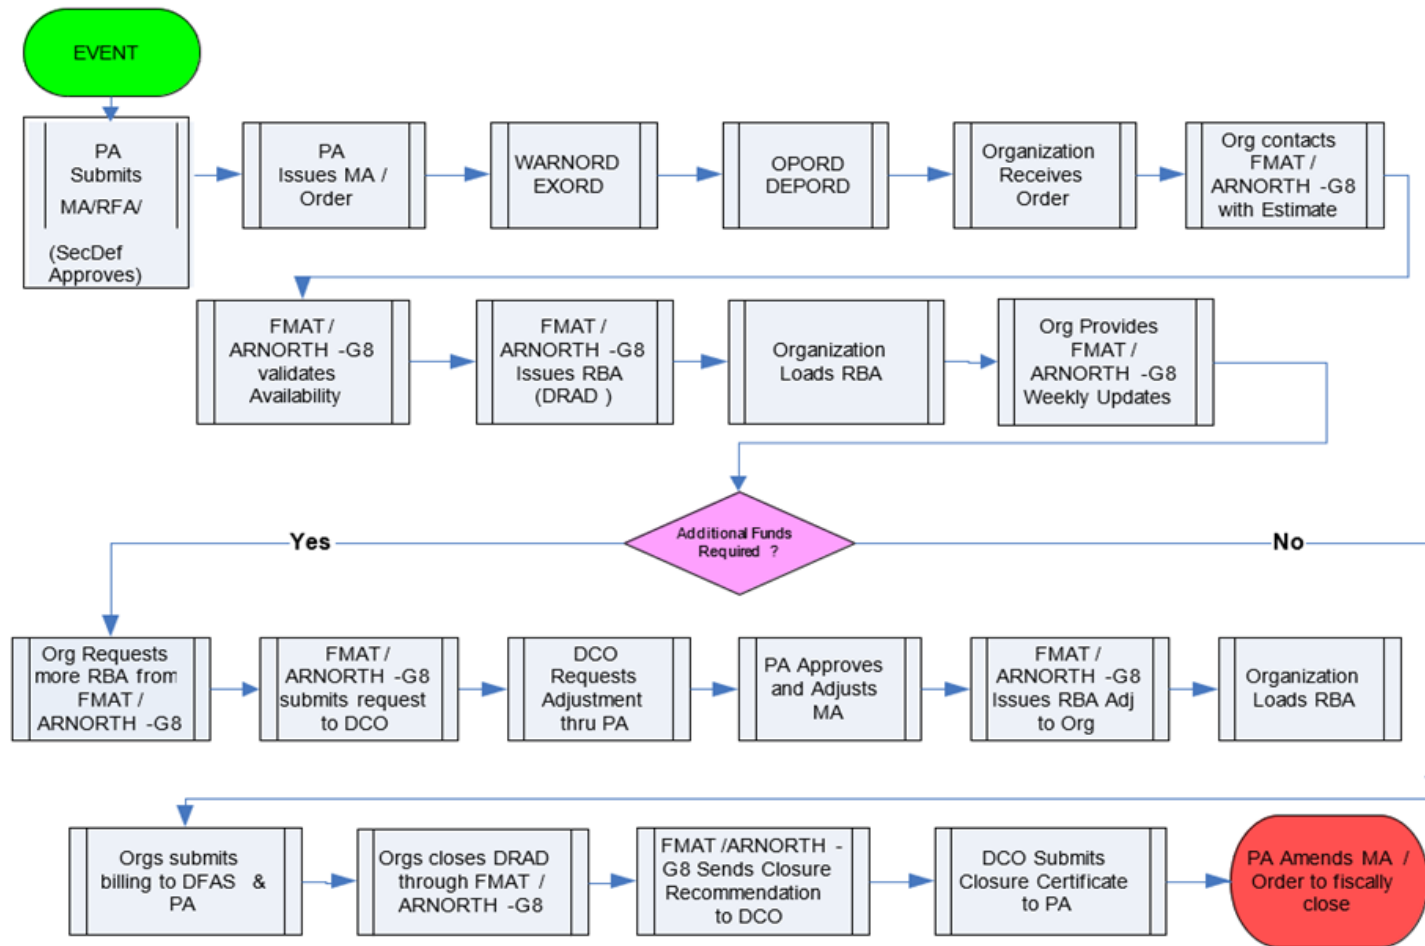 EVENT
PA
Submits
MA/RFA/
(SecDef
Approves)
PA
Issues MA /
Order
WARNORD
EXORD
OPORD
DEPORD
Organization
Receives
Order
Org contacts
FMAT /
ARNORTH -G8
with Estimate
FMAT /
ARNORTH -G8
validates
Availability
FMAT /
ARNORTH -G8
Issues RBA
(DRAD )
Organization
Loads RBA
Org Provides
FMAT /
ARNORTH -G8
Weekly Updates
Additional Funds
Required ?
Yes
No
Org Requests
more RBA from
FMAT /
ARNORTH -G8
FMAT /
ARNORTH -G8
submits request
to DCO
DCO
Requests
Adjustment
thru PA
PA Approves
and Adjusts
MA
FMAT /
ARNORTH -G8
Issues RBA Adj
to Org
Organization
Loads RBA
Orgs submits
billing to DFAS &
PA
Orgs closes DRAD
through FMAT /
ARNORTH -G8
FMAT /ARNORTH -
G8 Sends Closure
Recommendation
to DCO
DCO Submits
Closure Certificate
to PA
PA Amends MA /
Order to fiscally
close